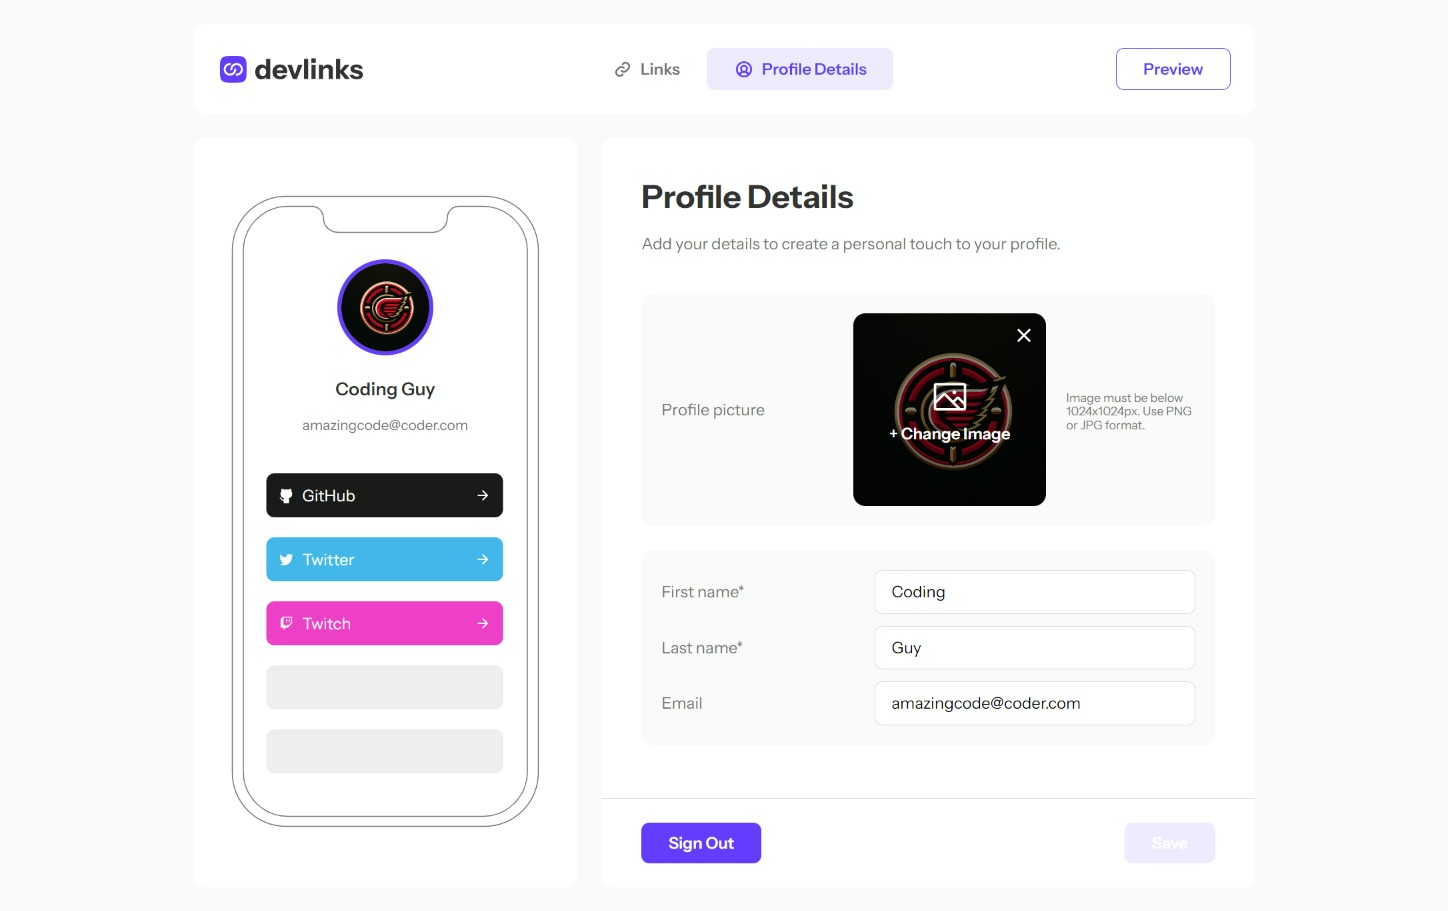 devlinks
Links
Profile Details
Preview
Coding Guy
amazingcode@coder.com
GitHub
Twitter
Twitch
Profile Details
Add your details to create a personal touch to your profile.
Profile picture
+ Change Image
Image must be below
1024x1024px. Use PNG
or JPG format.
First name*
Coding
Last name*
Guy
Email
amazingcode@coder.com
Sign Out
Save